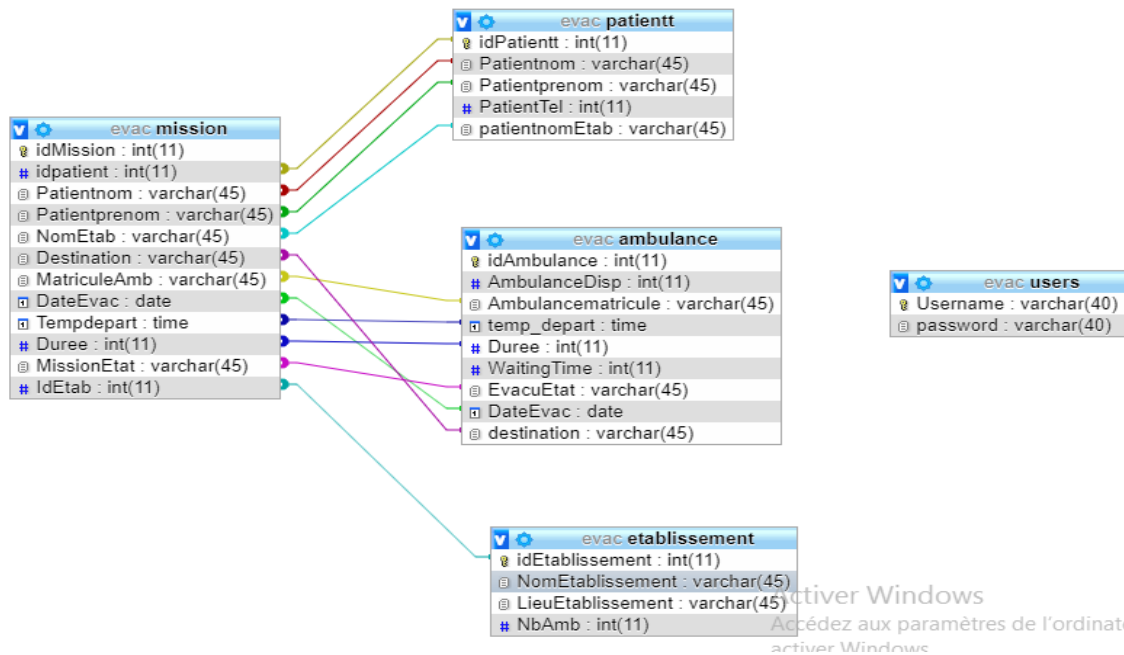 evac patientt
idPatientt : int(11)
Patientnom : varchar(45)
Patientprenom : varchar(45)
PatientTel : int(11)
patientnomEtab : varchar(45)
evac mission
idMission : int(11)
idpatient : int(11)
Patientnom : varchar(45)
Patientprenom : varchar(45)
NomEtab : varchar(45)
Destination : varchar(45)
MatriculeAmb : varchar(45)
DateEvac : date
Tempdepart : time
Duree : int(11)
MissionEtat : varchar(45)
IdEtab : int(11)
evac ambulance
idAmbulance : int(11)
AmbulanceDisp : int(11)
Ambulancematricule : varchar(45)
temp_depart : time
Duree : int(11)
WaitingTime : int(11)
EvacuEtat : varchar(45)
DateEvac : date
destination : varchar(45)
evac users
Username : varchar(40)
password : varchar(40)
evac etablissement
idEtablissement : int(11)
NomEtablissement : varchar(45)
LieuEtablissement : varchar(45)
NbAmb : int(11)
Activer Windows
Accédez aux paramètres de l'ordinate
activer Windows